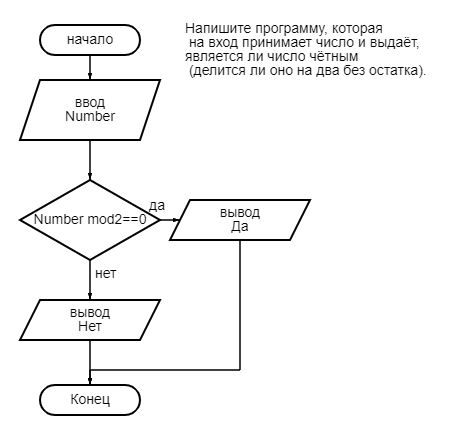 Напишите программу, которая
на вход принимает число и выдаёт,
является ли число чётным
(делится ли оно на два без остатка).
начало
ввод
Number
Number mod2==0
да
вывод
Да
нет
вывод
Нет
Конец